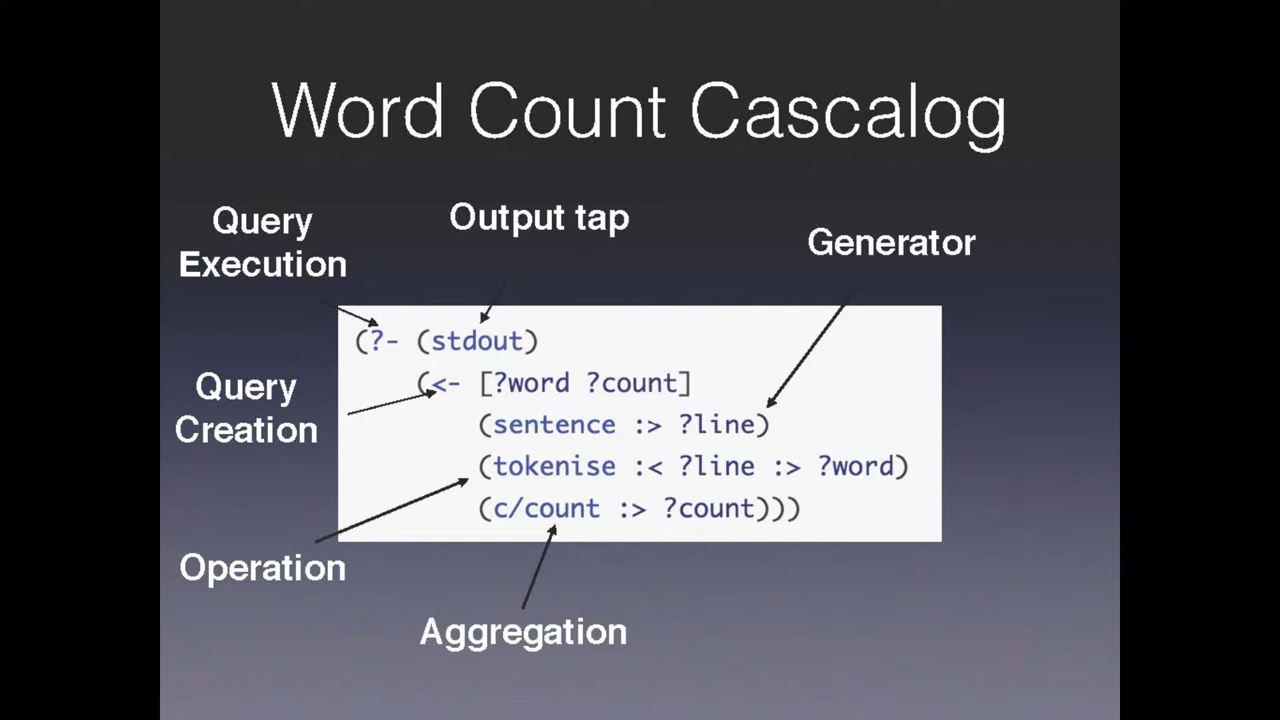 Word Count Cascalog
Query
Execution
Output tap
Generator
(?- (stdout)
(<- [?word ?count]
(sentence :> ?line)
(tokenise :< ?line :> ?word)
(c/count :> ?count)))
Query
Creation
Operation
Aggregation